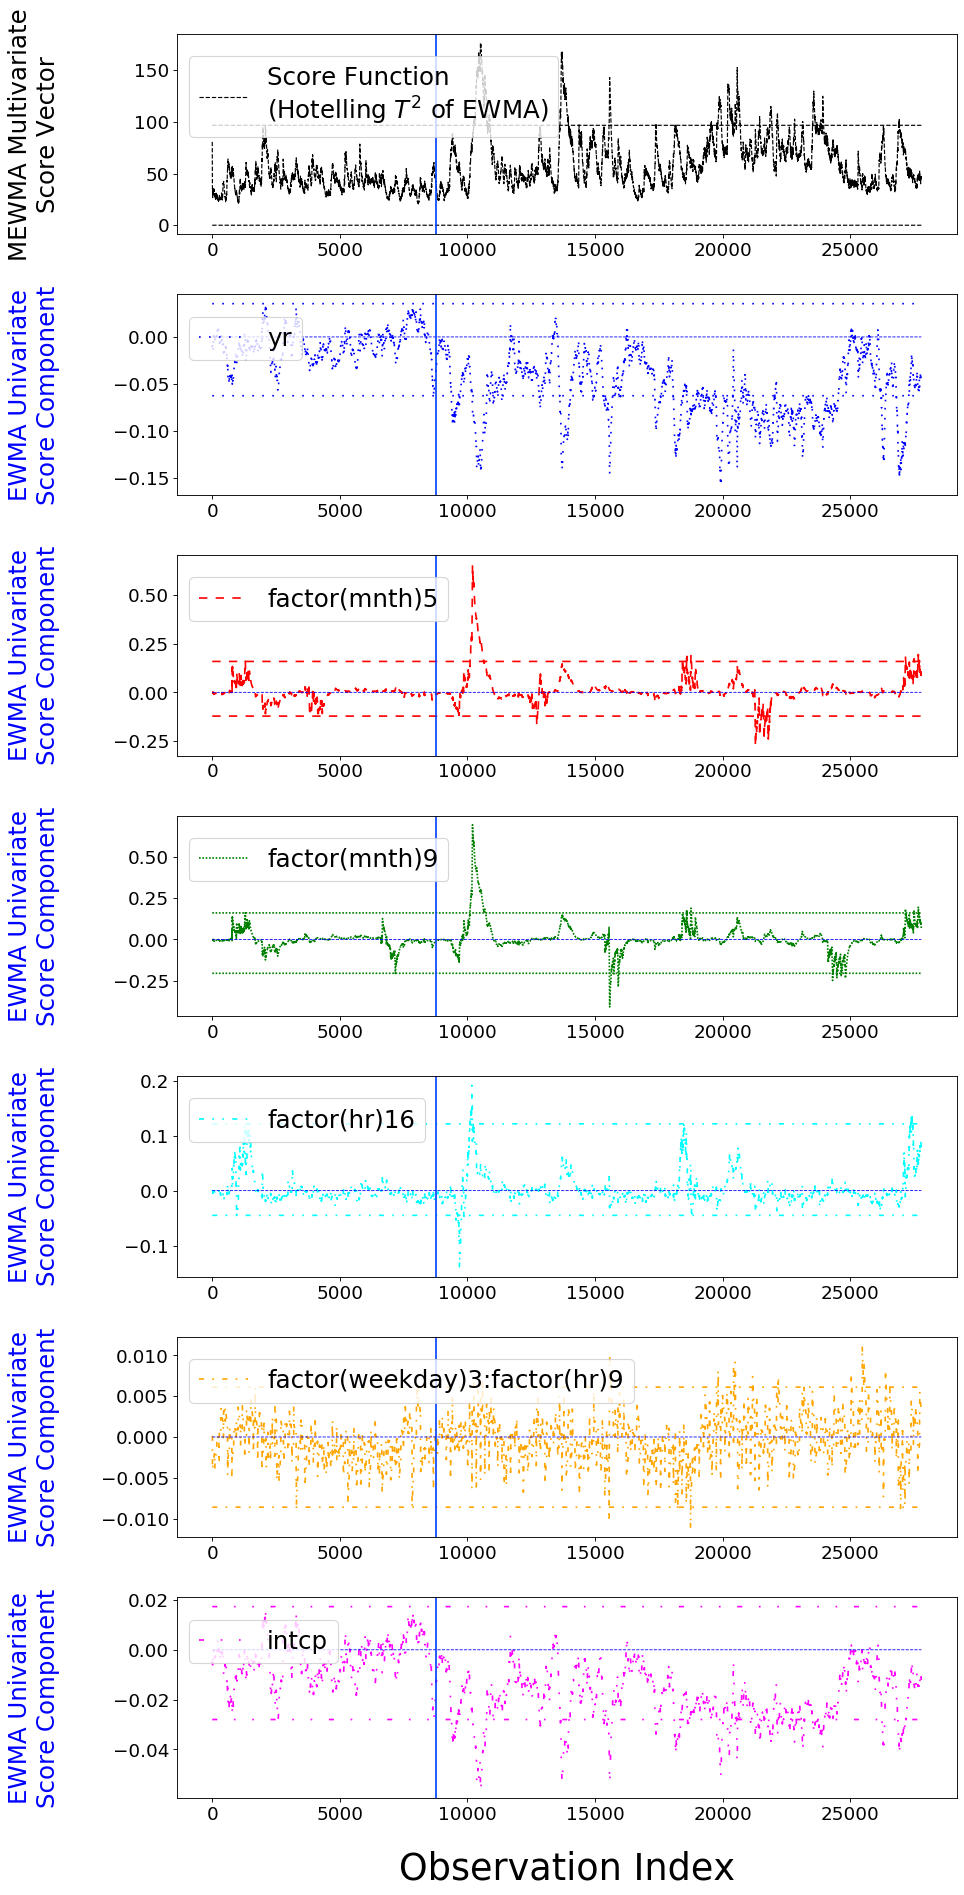 MEWMA Multivariate
Score Vector
150
100
50
0
Score Function
(Hotelling T² of EWMA)
0 5000 10000 15000 20000 25000
EWMA Univariate
Score Component
0.00
−0.05
−0.10
−0.15
yr
0 5000 10000 15000 20000 25000
EWMA Univariate
Score Component
0.50
0.25
0.00
−0.25
factor(mnth)5
0 5000 10000 15000 20000 25000
EWMA Univariate
Score Component
0.50
0.25
0.00
−0.25
factor(mnth)9
0 5000 10000 15000 20000 25000
EWMA Univariate
Score Component
0.2
0.1
0.0
−0.1
factor(hr)16
0 5000 10000 15000 20000 25000
EWMA Univariate
Score Component
0.010
0.005
0.000
−0.005
−0.010
factor(weekday)3:factor(hr)9
0 5000 10000 15000 20000 25000
EWMA Univariate
Score Component
0.02
0.00
−0.02
−0.04
intcp
0 5000 10000 15000 20000 25000
Observation Index